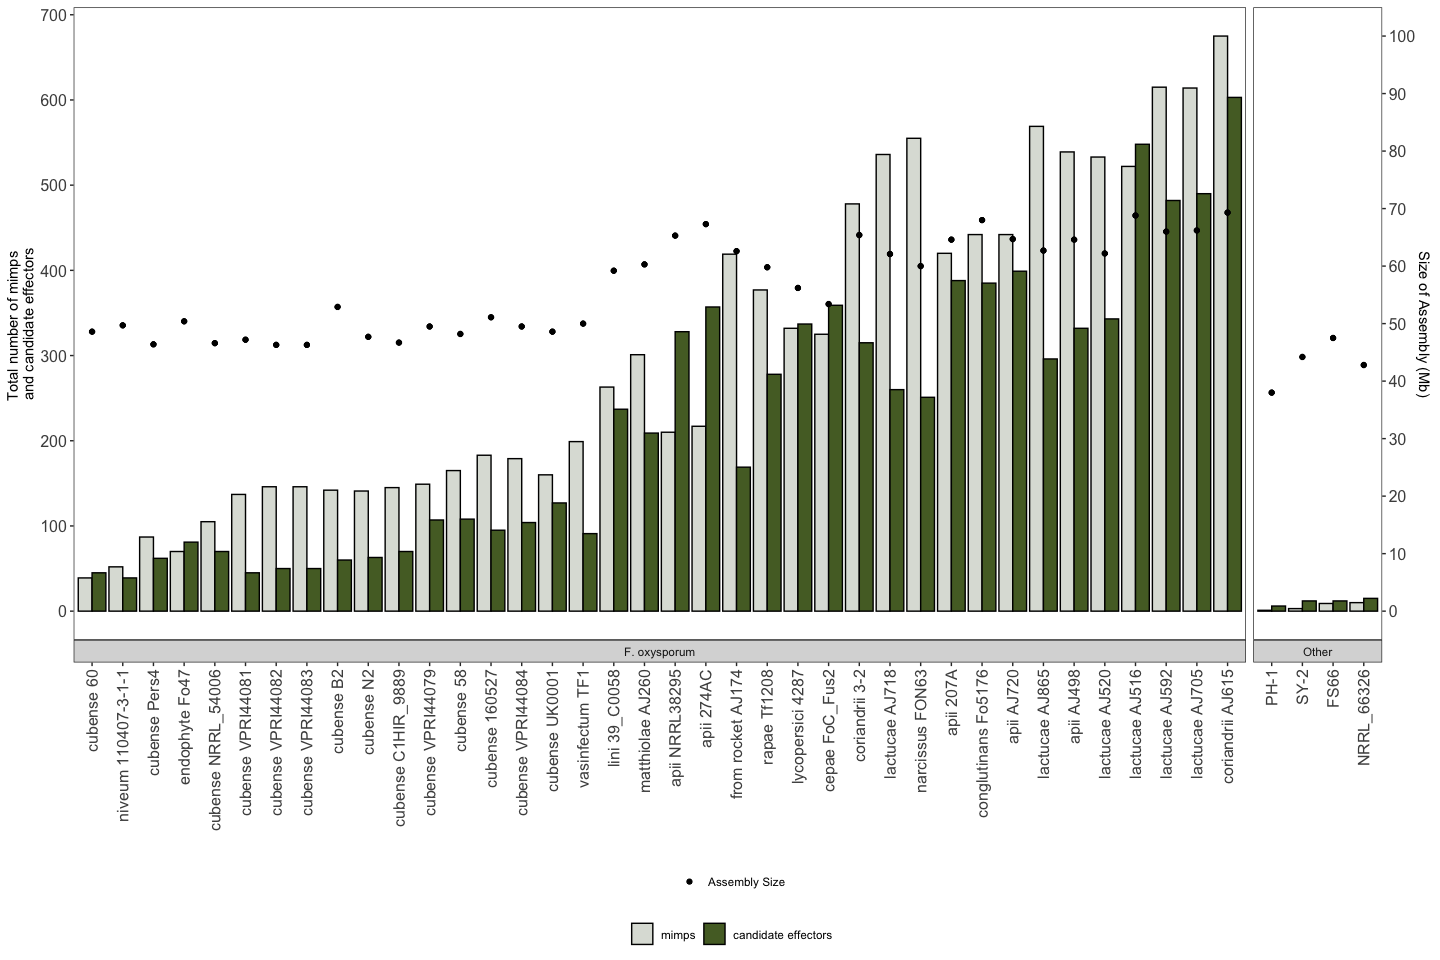 700
600
500
400
300
200
100
0
Total number of mimps
and candidate effectors
100
90
80
70
60
50
40
30
20
10
0
Size of Assembly (Mb)
F. oxysporum
Other
cubense 60
niveum 110407-3-1-1
cubense Pers4
endophyte Fo47
cubense NRRL_54006
cubense VPRI44081
cubense VPRI44082
cubense VPRI44083
cubense B2
cubense N2
cubense C1HIR_9889
cubense VPRI44079
cubense 58
cubense 160527
cubense VPRI44084
cubense UK0001
vasinfectum TF1
lini 39_C0058
matthiolae AJ260
apii NRRL38295
apii 274AC
from rocket AJ174
rapae Tf1208
lycopersici 4287
cepae FoC_Fus2
coriandrii 3-2
lactucae AJ718
narcissus FON63
apii 207A
conglutinans Fo5176
apii AJ720
lactucae AJ865
apii AJ498
lactucae AJ520
lactucae AJ516
lactucae AJ592
lactucae AJ705
coriandrii AJ615
PH-1
SY-2
FS66
NRRL_66326
Assembly Size
mimps
candidate effectors